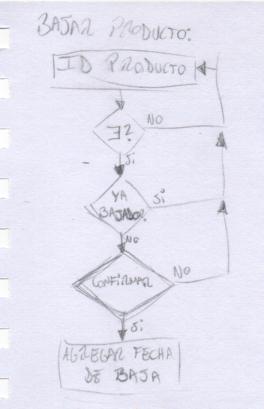 BAJAR PRODUCTO:
ID PRODUCTO
∃?
NO
Si
YA
Si
BAJADO?
NO
CONFIRMAR
No
Si
AGREGAR FECHA
DE BAJA